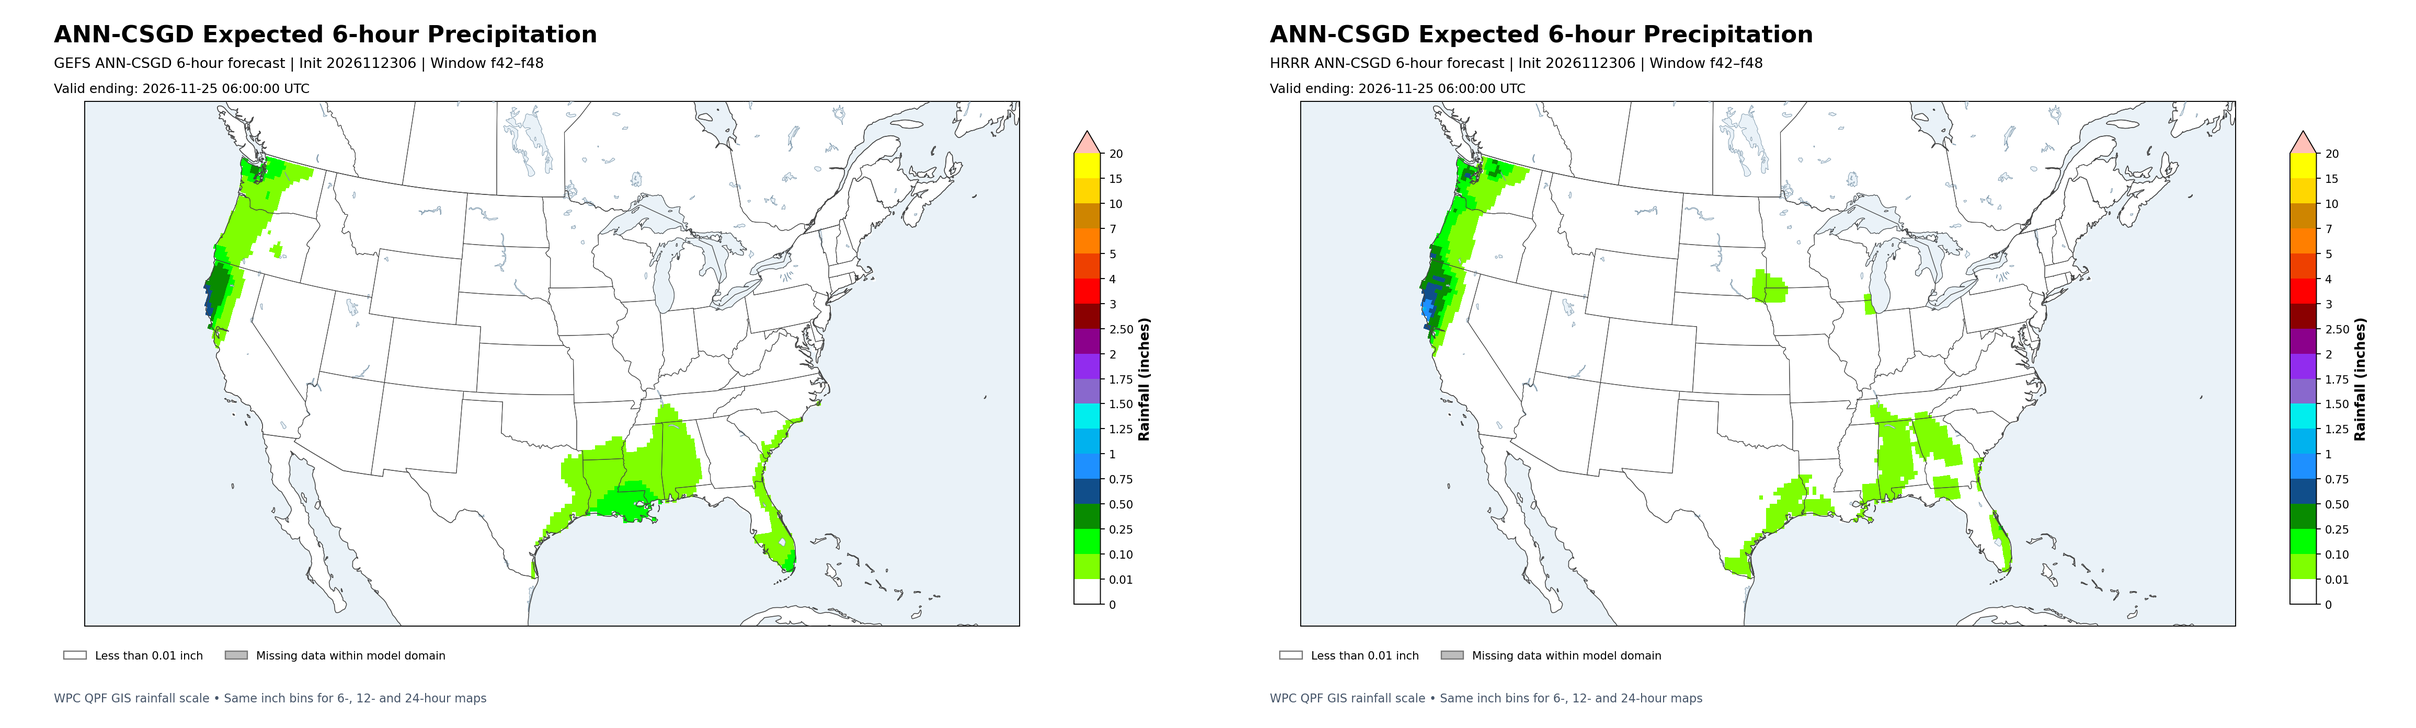 ANN-CSGD Expected 6-hour Precipitation
GEFS ANN-CSGD 6-hour forecast | Init 2026112306 | Window f42–f48
Valid ending: 2026-11-25 06:00:00 UTC
20
15
10
7
5
4
3
2.50
2
1.75
1.50
1.25
1
0.75
0.50
0.25
0.10
0.01
0
Rainfall (inches)
Less than 0.01 inch
Missing data within model domain
WPC QPF GIS rainfall scale • Same inch bins for 6-, 12- and 24-hour maps
ANN-CSGD Expected 6-hour Precipitation
HRRR ANN-CSGD 6-hour forecast | Init 2026112306 | Window f42–f48
Valid ending: 2026-11-25 06:00:00 UTC
20
15
10
7
5
4
3
2.50
2
1.75
1.50
1.25
1
0.75
0.50
0.25
0.10
0.01
0
Rainfall (inches)
Less than 0.01 inch
Missing data within model domain
WPC QPF GIS rainfall scale • Same inch bins for 6-, 12- and 24-hour maps